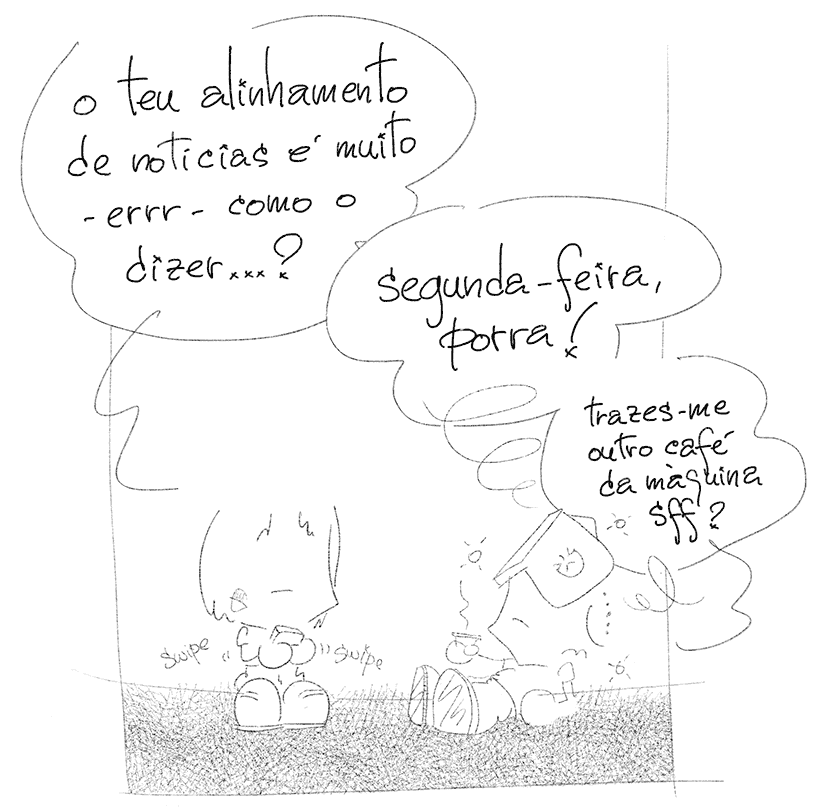 o teu alinhamento
de noticias é muito
- errr - como o
dizer...?
segunda-feira,
porra!
trazes-me
outro café
da màquina
sff?
swipe
swipe